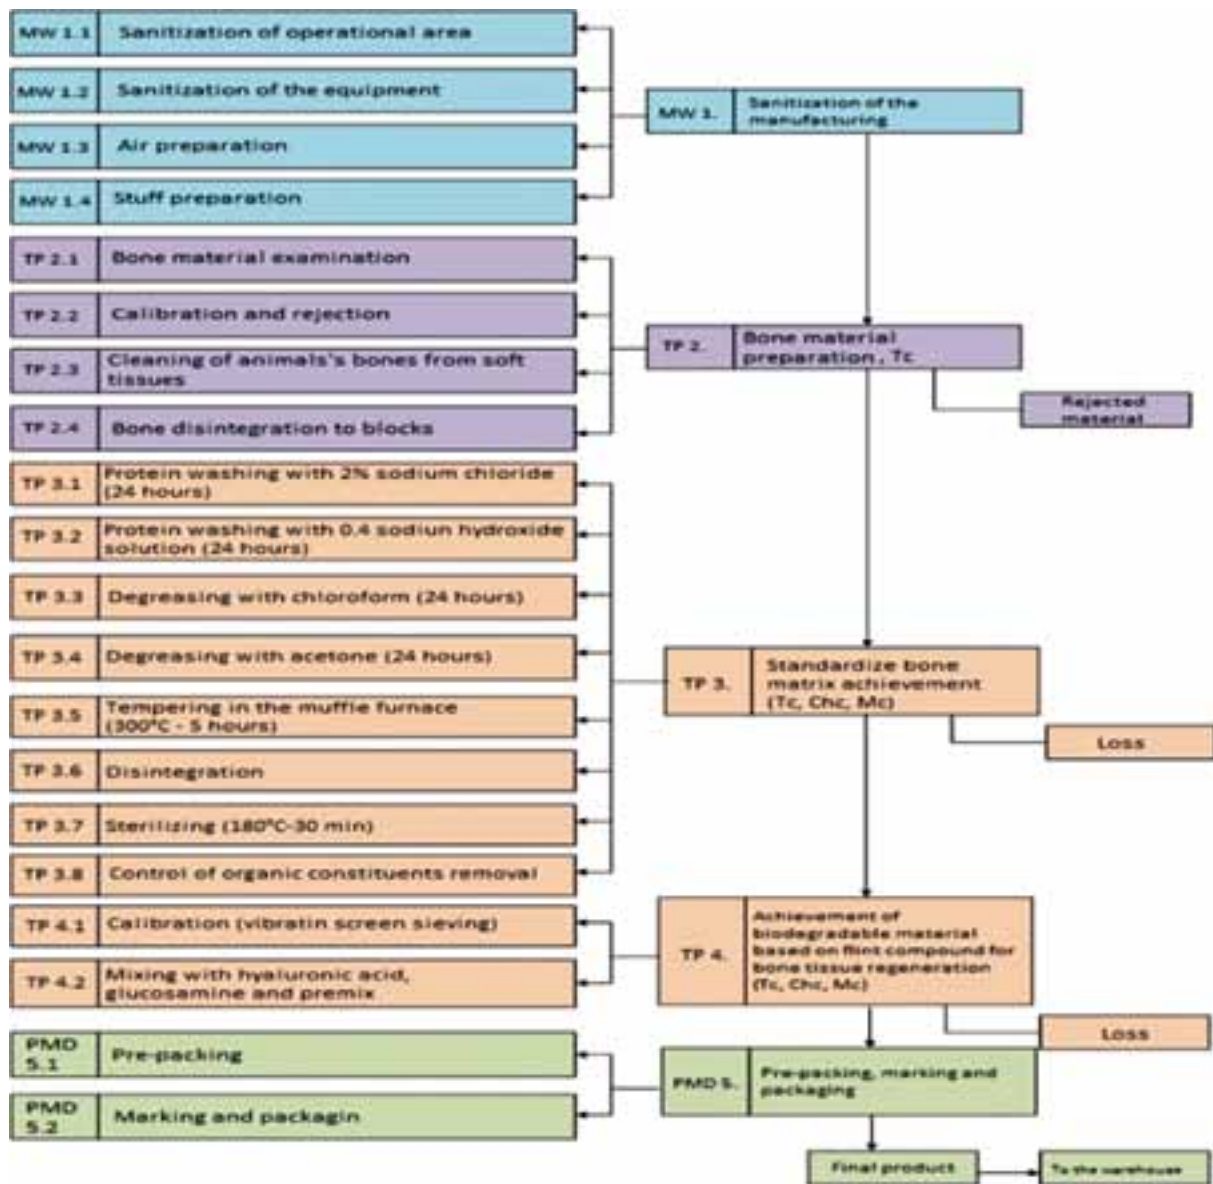 MW 1.1 Sanitization of operational area
MW 1.2 Sanitization of the equipment
MW 1.3 Air preparation
MW 1.4 Stuff preparation
MW 1. Sanitization of the
manufacturing
TP 2.1 Bone material examination
TP 2.2 Calibration and rejection
TP 2.3 Cleaning of animals's bones from soft
tissues
TP 2.4 Bone disintegration to blocks
TP 2. Bone material
preparation , Tc
Rejected
material
TP 3.1 Protein washing with 2% sodium chloride
(24 hours)
TP 3.2 Protein washing with 0.4 sodiun hydroxide
solution (24 hours)
TP 3.3 Degreasing with chloroform (24 hours)
TP 3.4 Degreasing with acetone (24 hours)
TP 3.5 Tempering in the muffle furnace
(300°C - 5 hours)
TP 3.6 Disintegration
TP 3.7 Sterilizing (180°C-30 min)
TP 3.8 Control of organic constituents removal
TP 3. Standardize bone
matrix achievement
(Tc, Chc, Mc)
Loss
TP 4.1 Calibration (vibratin screen sieving)
TP 4.2 Mixing with hyaluronic acid,
glucosamine and premix
TP 4. Achievement of
biodegradable material
based on flint compound for
bone tissue regeneration
(Tc, Chc, Mc)
Loss
PMD
5.1 Pre-packing
PMD
5.2 Marking and packagin
PMD 5. Pre-packing, marking and
packaging
Final product
To the warehouse